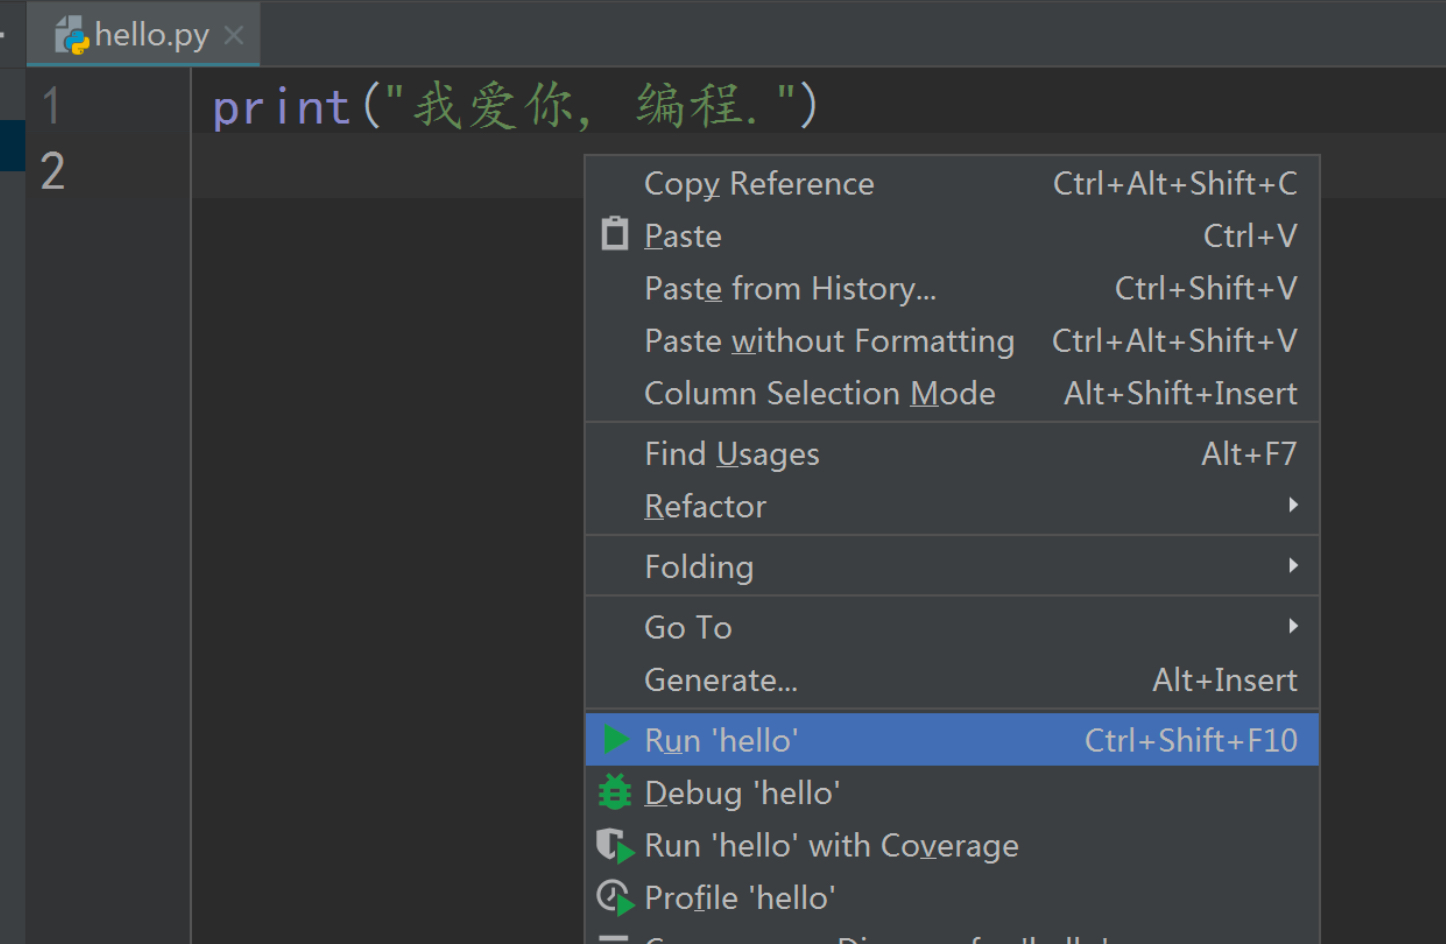 hello.py
1 print("我爱你, 编程.")
2
Copy Reference Ctrl+Alt+Shift+C
Paste Ctrl+V
Paste from History... Ctrl+Shift+V
Paste without Formatting Ctrl+Alt+Shift+V
Column Selection Mode Alt+Shift+Insert
Find Usages Alt+F7
Refactor
Folding
Go To
Generate... Alt+Insert
Run 'hello' Ctrl+Shift+F10
Debug 'hello'
Run 'hello' with Coverage
Profile 'hello'